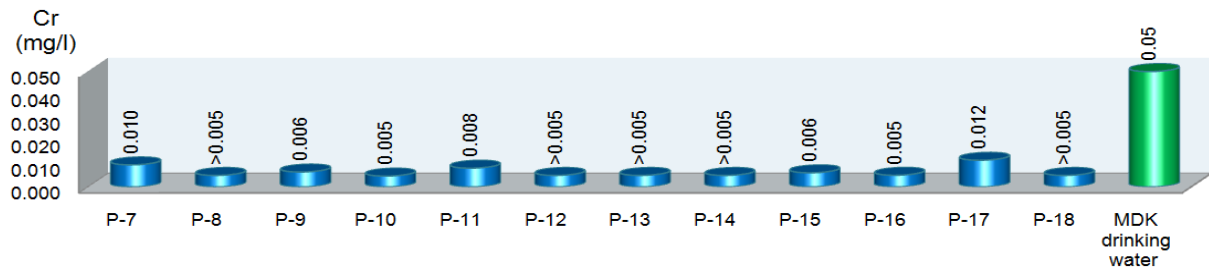 Cr
(mg/l)
0.050
0.040
0.030
0.020
0.010
0.000
0.010
>0.005
0.006
0.005
0.008
>0.005
>0.005
>0.005
0.006
0.005
0.012
>0.005
0.05
P-7
P-8
P-9
P-10
P-11
P-12
P-13
P-14
P-15
P-16
P-17
P-18
MDK
drinking
water